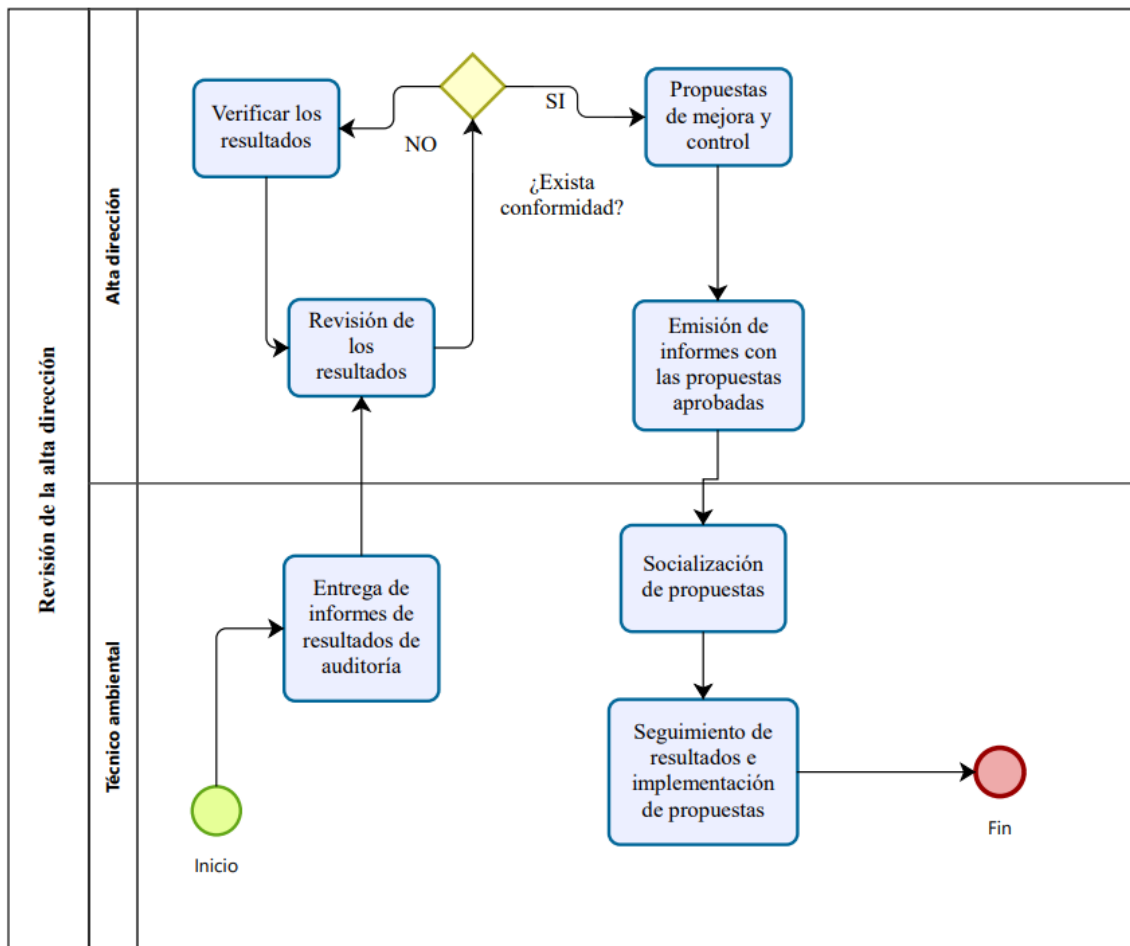 Revisión de la alta dirección
Alta dirección
Verificar los
resultados
NO
SI
¿Exista
conformidad?
Propuestas
de mejora y
control
Revisión de
los
resultados
Emisión de
informes con
las propuestas
aprobadas
Técnico ambiental
Entrega de
informes de
resultados de
auditoría
Socialización
de propuestas
Seguimiento de
resultados e
implementación
de propuestas
Inicio
Fin